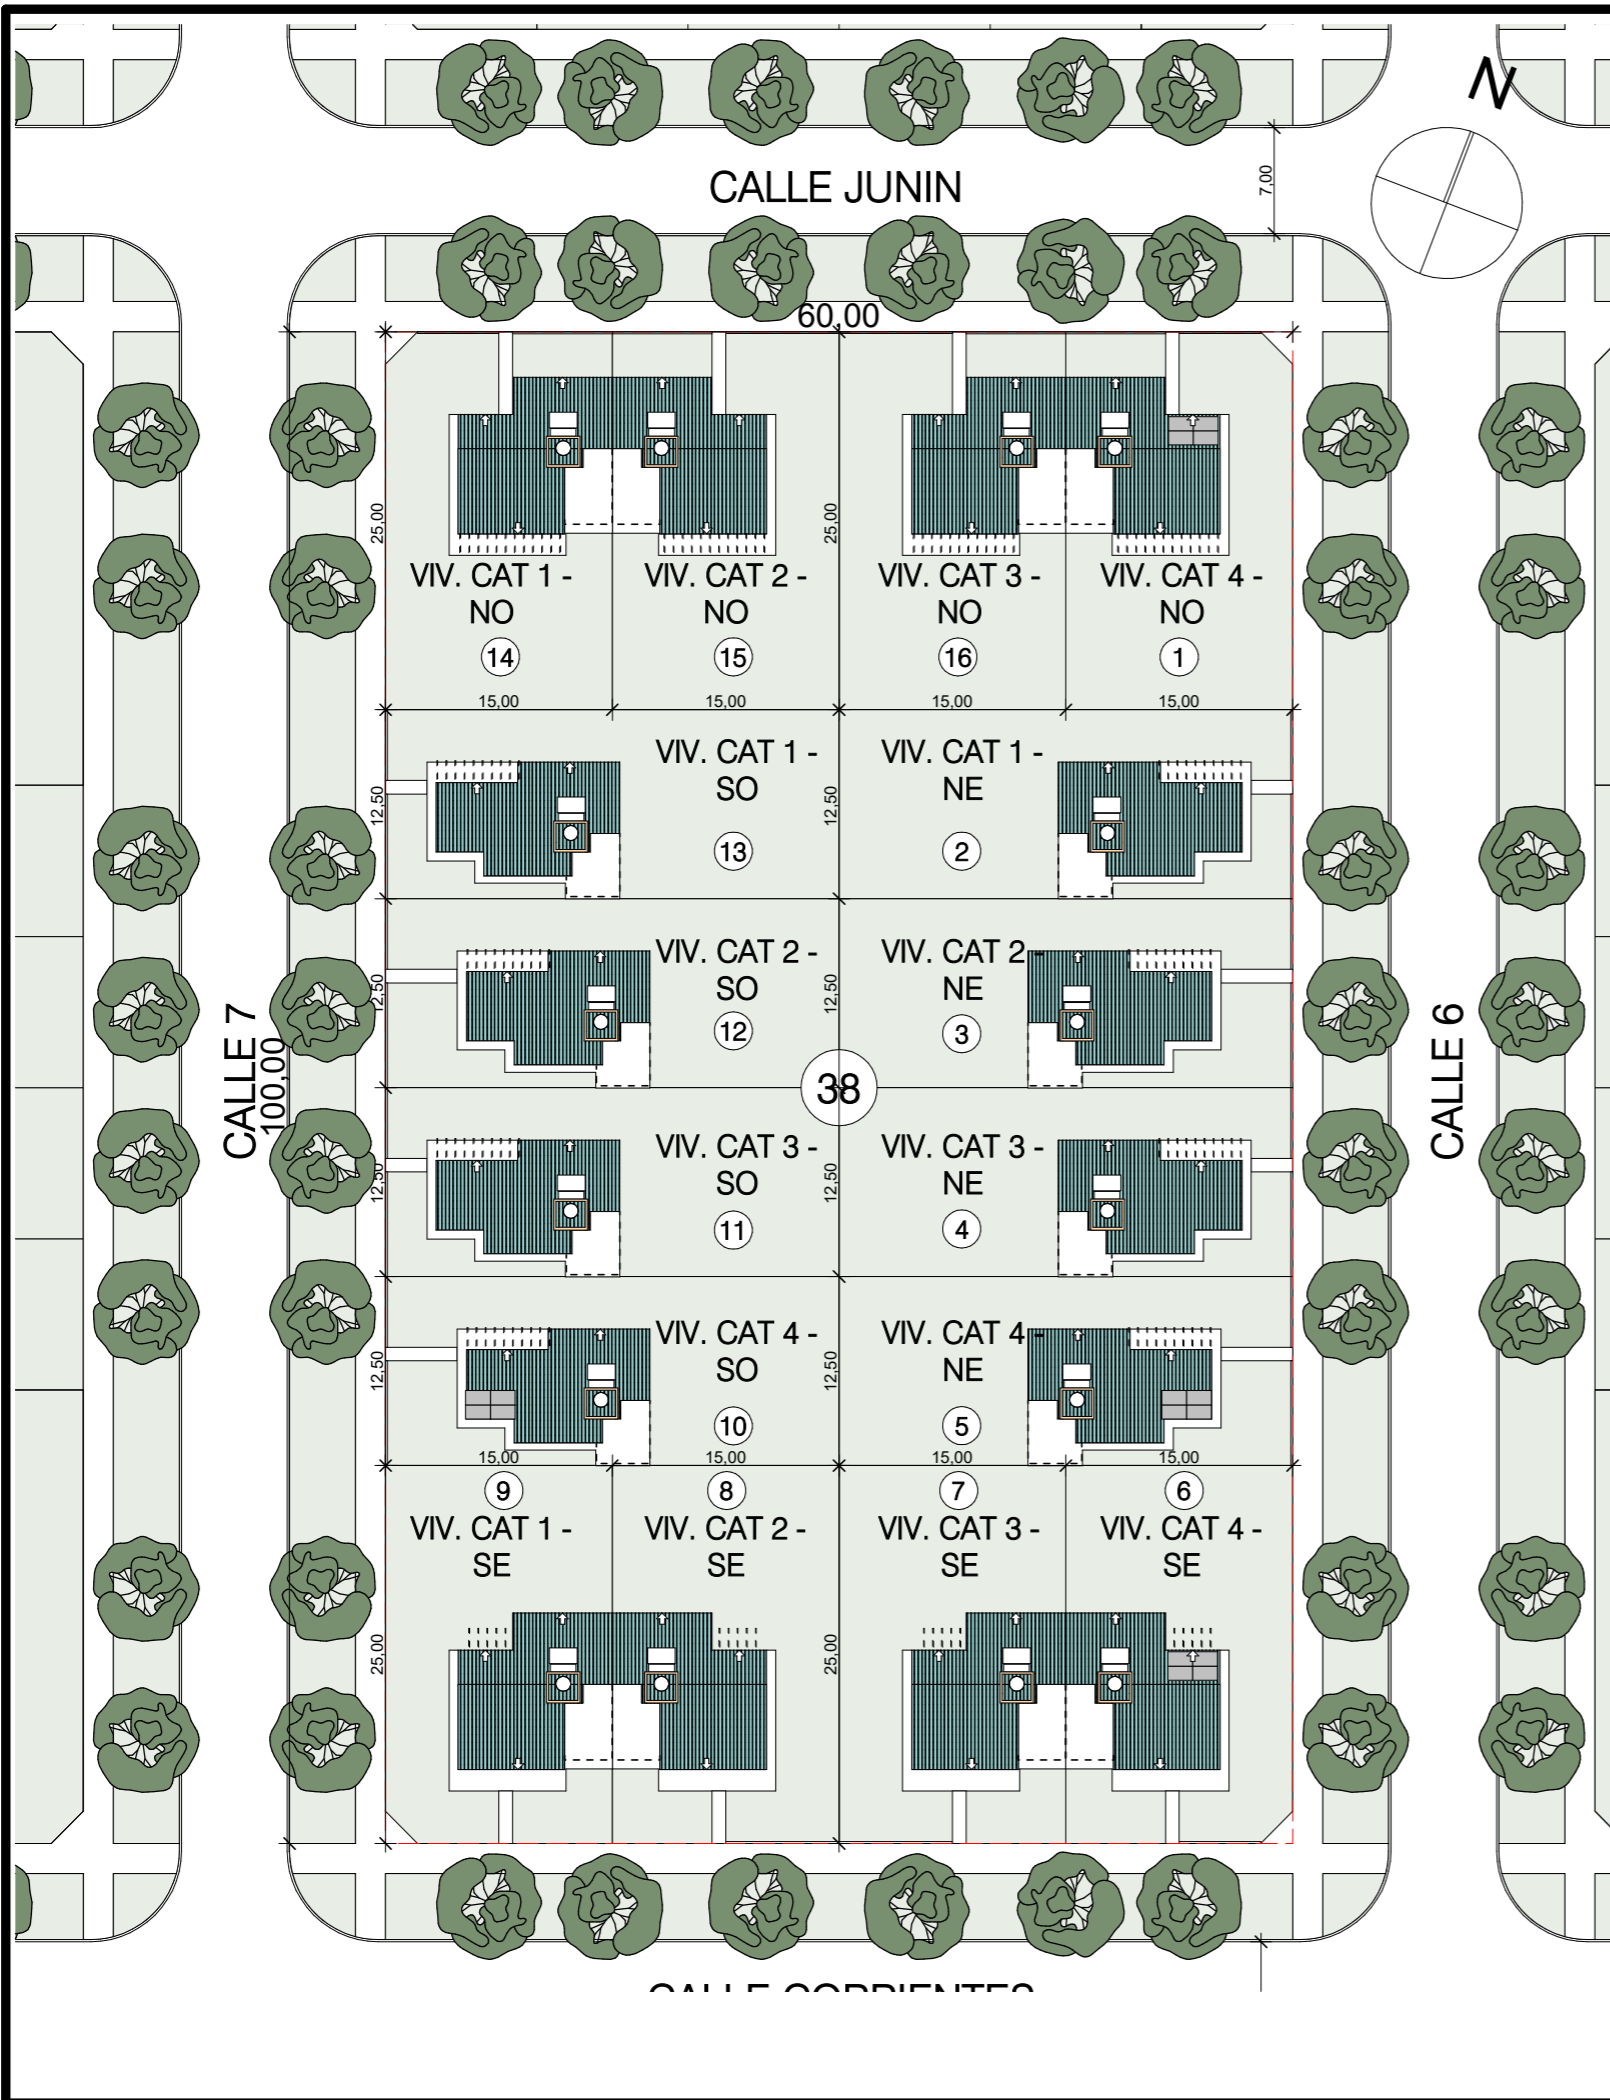 N
CALLE JUNIN
7,00
60,00
25,00
25,00
VIV. CAT 1 -
NO
14
VIV. CAT 2 -
NO
15
VIV. CAT 3 -
NO
16
VIV. CAT 4 -
NO
1
15,00
15,00
15,00
15,00
12,50
VIV. CAT 1 -
SO
13
12,50
VIV. CAT 1 -
NE
2
12,50
VIV. CAT 2 -
SO
12
12,50
VIV. CAT 2 -
NE
3
CALLE 7
100,00
38
CALLE 6
12,50
VIV. CAT 3 -
SO
11
12,50
VIV. CAT 3 -
NE
4
12,50
VIV. CAT 4 -
SO
10
12,50
VIV. CAT 4 -
NE
5
15,00
15,00
15,00
15,00
9
VIV. CAT 1 -
SE
8
VIV. CAT 2 -
SE
7
VIV. CAT 3 -
SE
6
VIV. CAT 4 -
SE
25,00
25,00
CALLE CORRIENTES